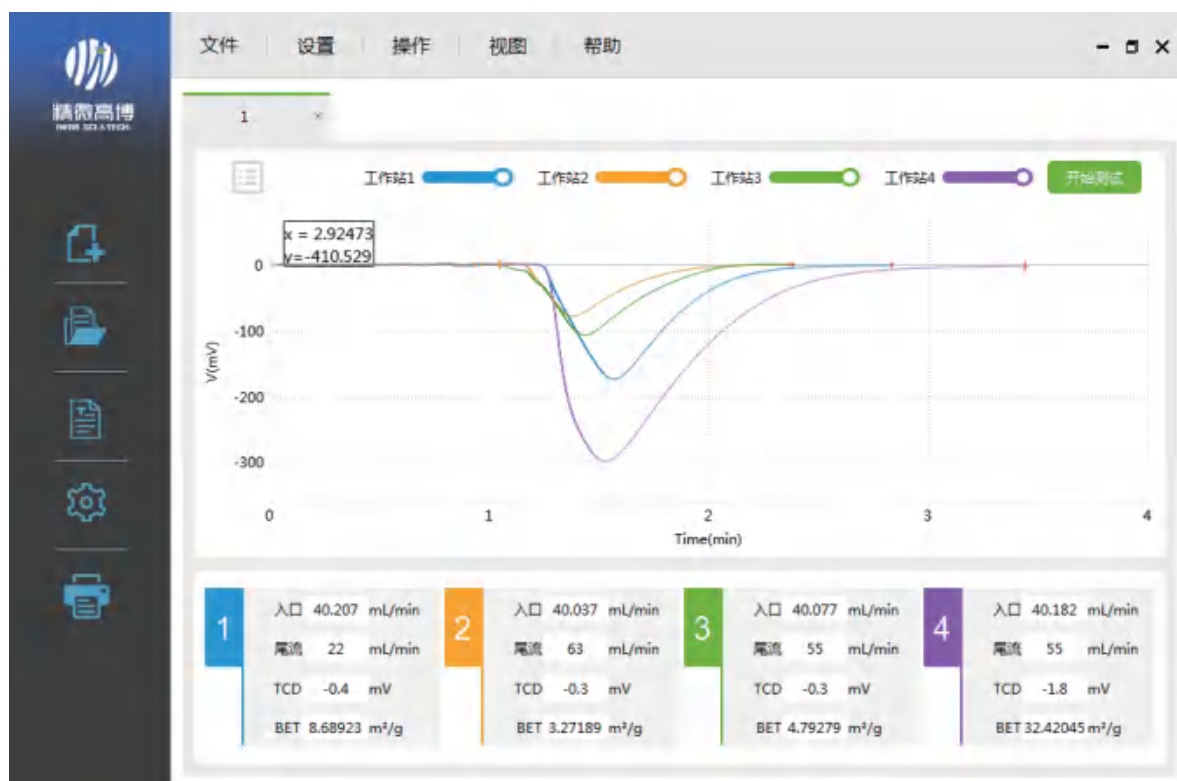 文件 设置 操作 视图 帮助
精微高博
1 ×
工作站1 工作站2 工作站3 工作站4 开始测试
x = 2.92473
y=-410.529
0
-100
-200
-300
V(mV)
0 1 2 3 4
Time(min)
1
入口 40.207 mL/min
尾流 22 mL/min
TCD -0.4 mV
BET 8.68923 m²/g
2
入口 40.037 mL/min
尾流 63 mL/min
TCD -0.3 mV
BET 3.27189 m²/g
3
入口 40.077 mL/min
尾流 55 mL/min
TCD -0.3 mV
BET 4.79279 m²/g
4
入口 40.182 mL/min
尾流 55 mL/min
TCD -1.8 mV
BET 32.42045 m²/g